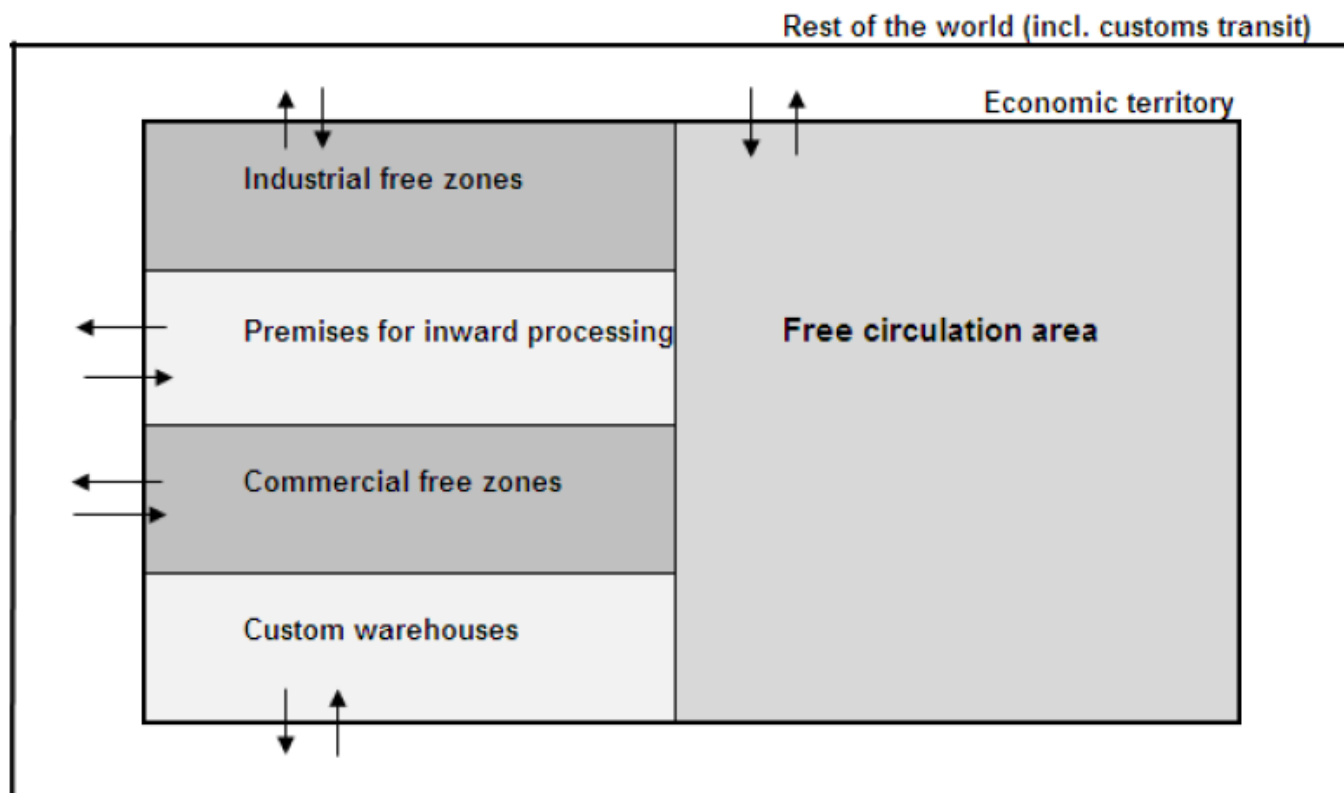 Rest of the world (incl. customs transit)
Economic territory
Industrial free zones
Premises for inward processing
Free circulation area
Commercial free zones
Custom warehouses